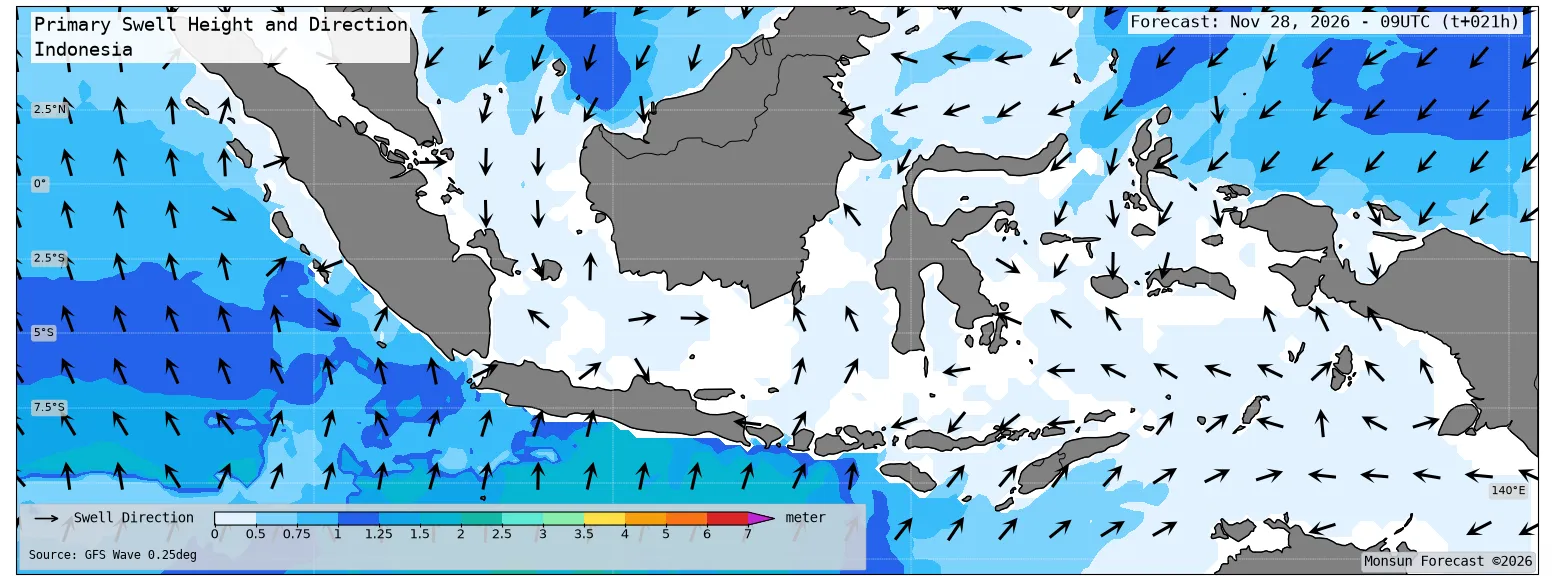 Primary Swell Height and Direction
Indonesia
Forecast: Nov 28, 2026 - 09UTC (t+021h)
2.5°N
0°
2.5°S
5°S
7.5°S
140°E
Swell Direction
0 0.5 0.75 1 1.25 1.5 2 2.5 3 3.5 4 5 6 7
meter
Source: GFS Wave 0.25deg
Monsun Forecast ©2026